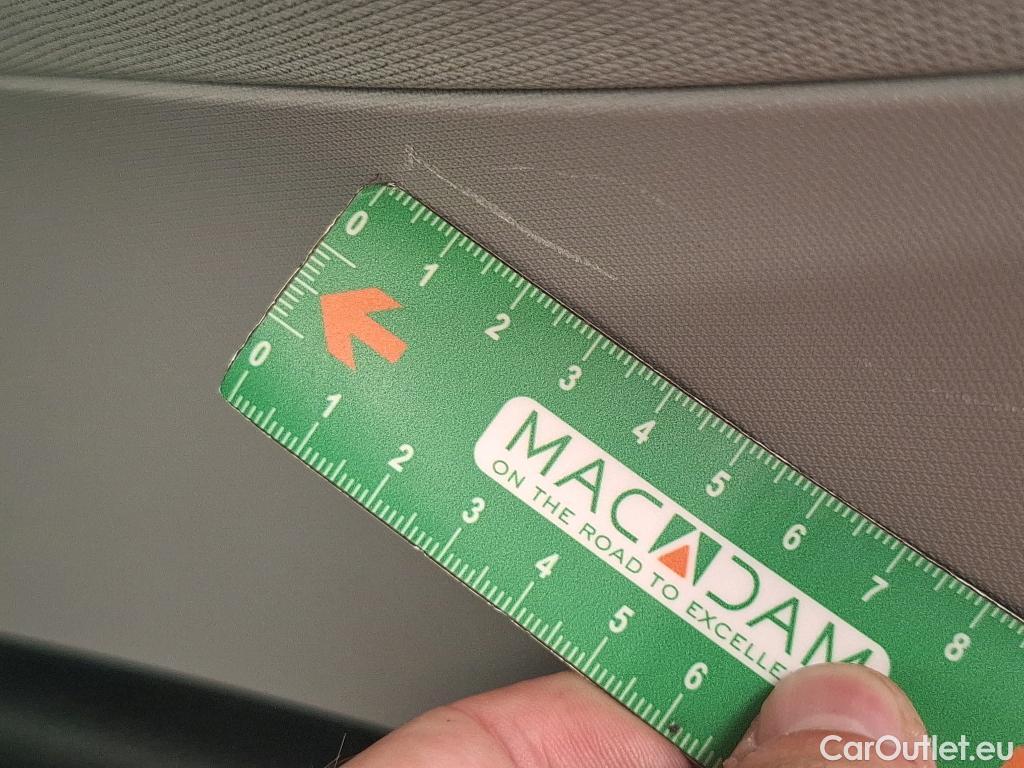 0 1 2 3 4 5 6 7 8
MACADAM
ON THE ROAD TO EXCELLE
0 1 2 3 4 5 6
CarOutlet.eu